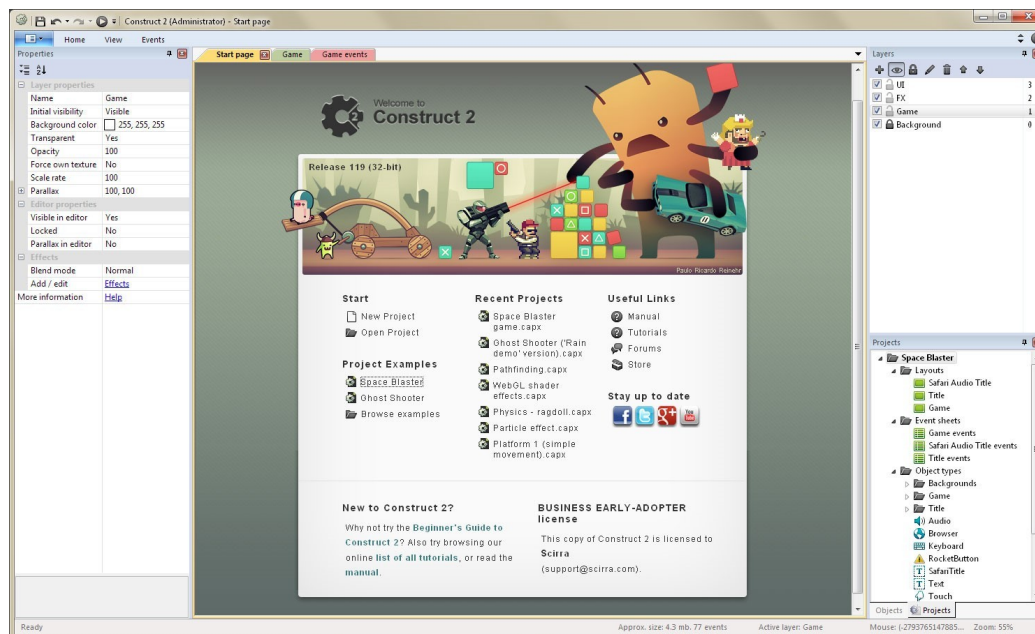 Construct 2 (Administrator) - Start page
Home View Events
Properties
Layer properties
Name Game
Initial visibility Visible
Background color 255, 255, 255
Transparent Yes
Opacity 100
Force own texture No
Scale rate 100
Parallax 100, 100
Editor properties
Visible in editor Yes
Locked No
Parallax in editor No
Effects
Blend mode Normal
Add / edit Effects
More information Help
Start page Game Game events
Welcome to
Construct 2
Release 119 (32-bit)
Paulo Ricardo Reinehr
Start
New Project
Open Project
Project Examples
Space Blaster
Ghost Shooter
Browse examples
Recent Projects
Space Blaster
game.capx
Ghost Shooter ('Rain
demo' version).capx
Pathfinding.capx
WebGL shader
effects.capx
Physics - ragdoll.capx
Particle effect.capx
Platform 1 (simple
movement).capx
Useful Links
Manual
Tutorials
Forums
Store
Stay up to date
New to Construct 2?
Why not try the Beginner's Guide to
Construct 2? Also try browsing our
online list of all tutorials, or read the
manual.
BUSINESS EARLY-ADOPTER
license
This copy of Construct 2 is licensed to
Scirra
(support@scirra.com).
Layers
UI 3
FX 2
Game 1
Background 0
Projects
Space Blaster
Layouts
Safari Audio Title
Title
Game
Event sheets
Game events
Safari Audio Title events
Title events
Object types
Backgrounds
Game
Title
Audio
Browser
Keyboard
RocketButton
SafariTitle
Text
Touch
Objects Projects
Ready Approx. size: 4.3 mb. 77 events Active layer: Game Mouse: (-2793765147885... Zoom: 55%